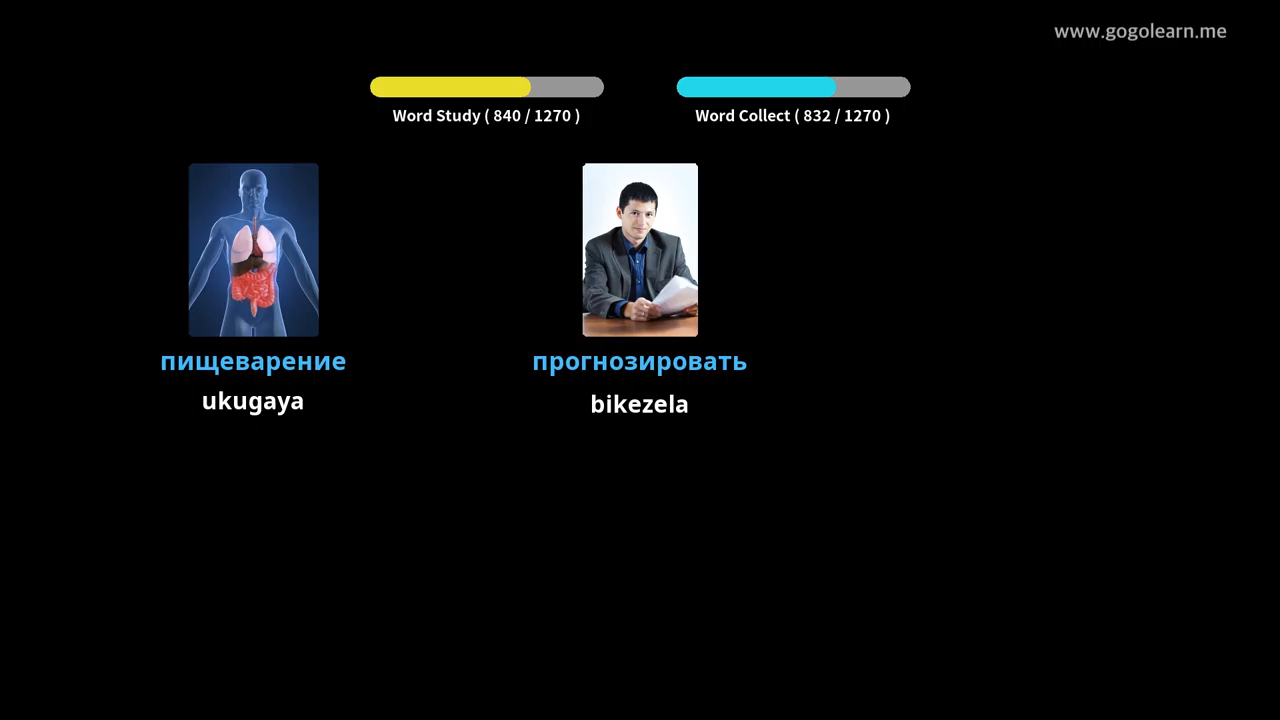 www.gogolearn.me
Word Study ( 840 / 1270 )
Word Collect ( 832 / 1270 )
пищеварение
ukugaya
прогнозировать
bikezela